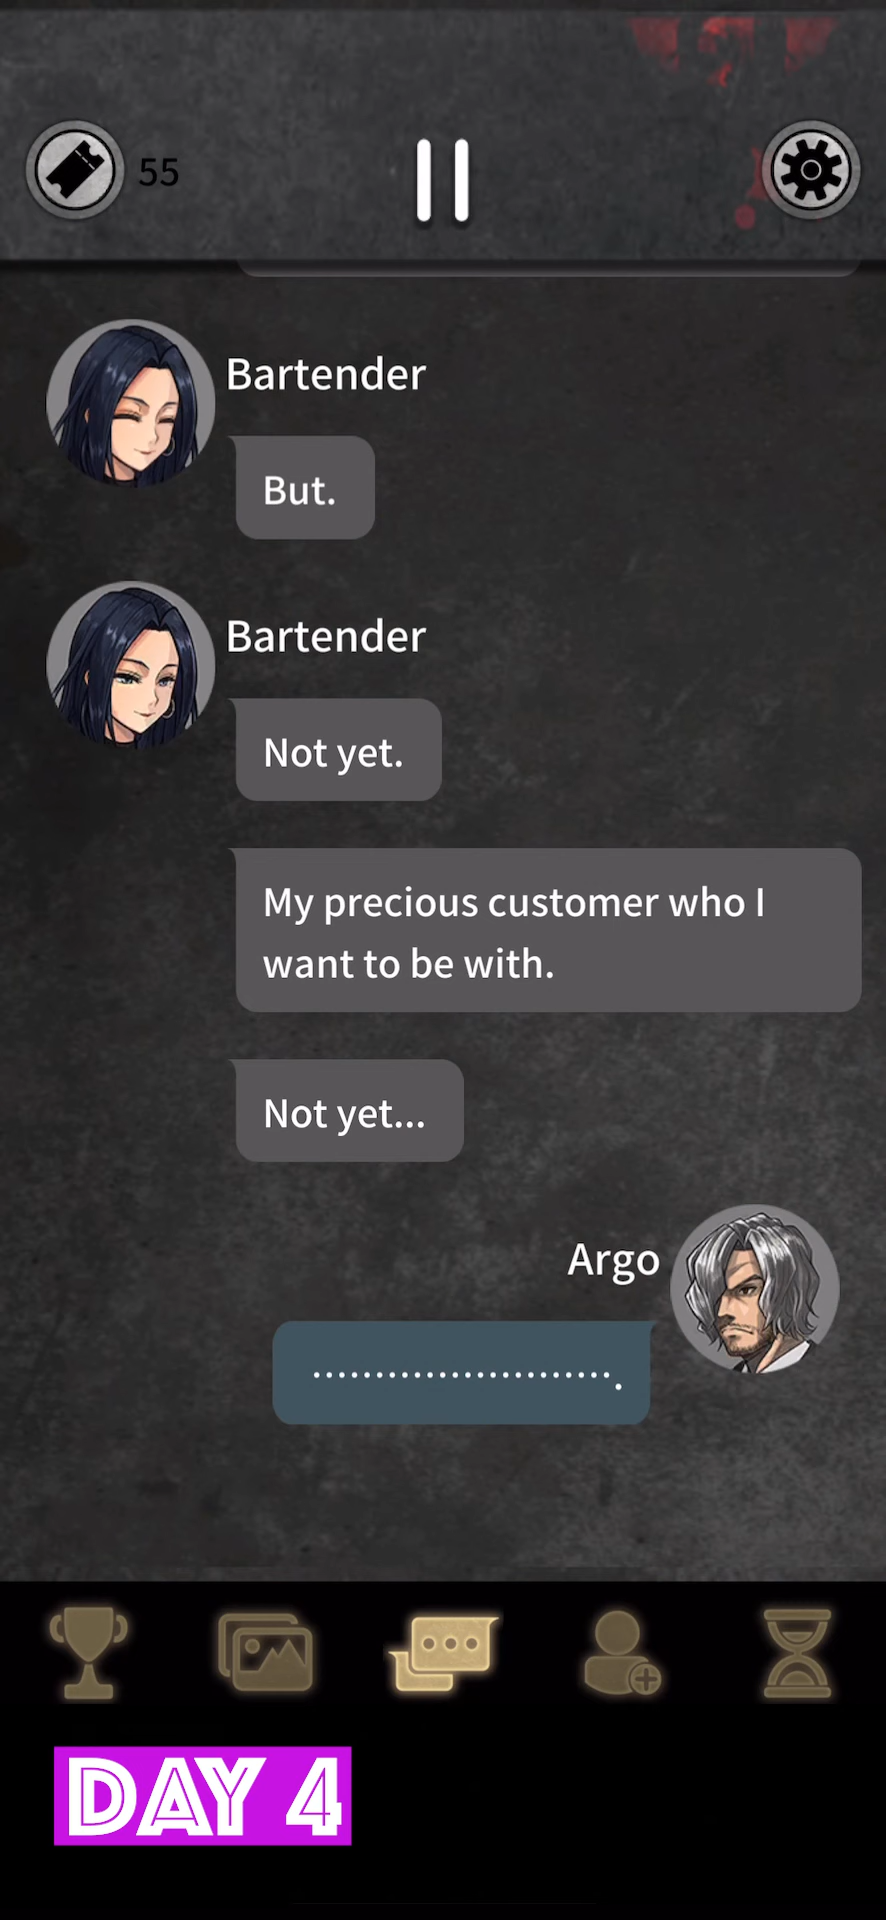 55
Bartender
But.
Bartender
Not yet.
My precious customer who I
want to be with.
Not yet...
Argo
························.
DAY 4